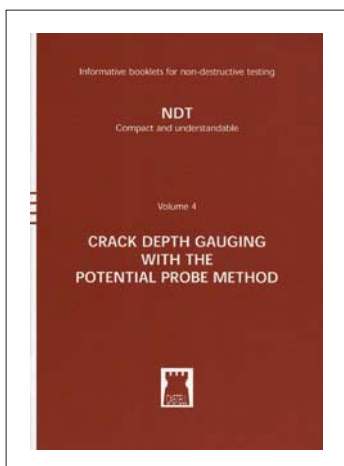 Informative booklets for non-destructive testing
NDT
Compact and understandable
Volume 4
CRACK DEPTH GAUGING
WITH THE
POTENTIAL PROBE METHOD
CASTELL